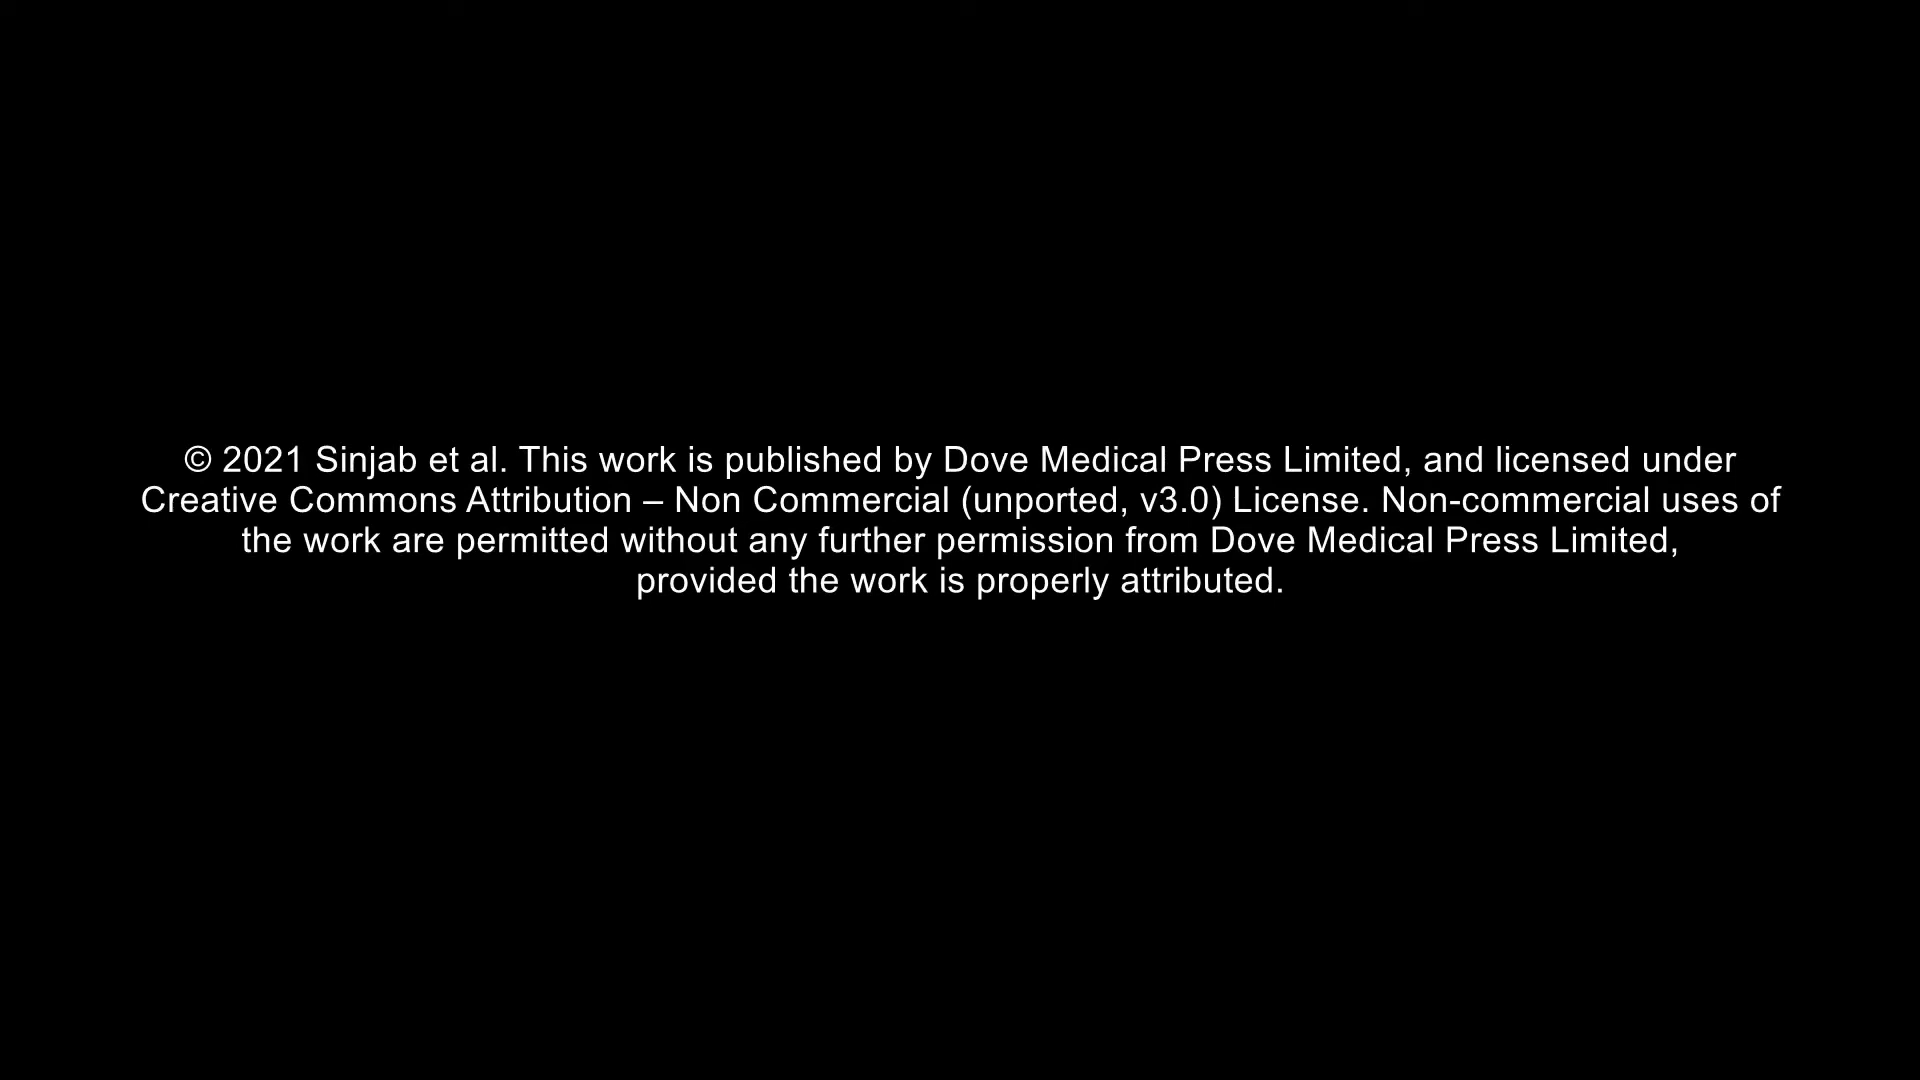 © 2021 Sinjab et al. This work is published by Dove Medical Press Limited, and licensed under
Creative Commons Attribution – Non Commercial (unported, v3.0) License. Non-commercial uses of
the work are permitted without any further permission from Dove Medical Press Limited,
provided the work is properly attributed.